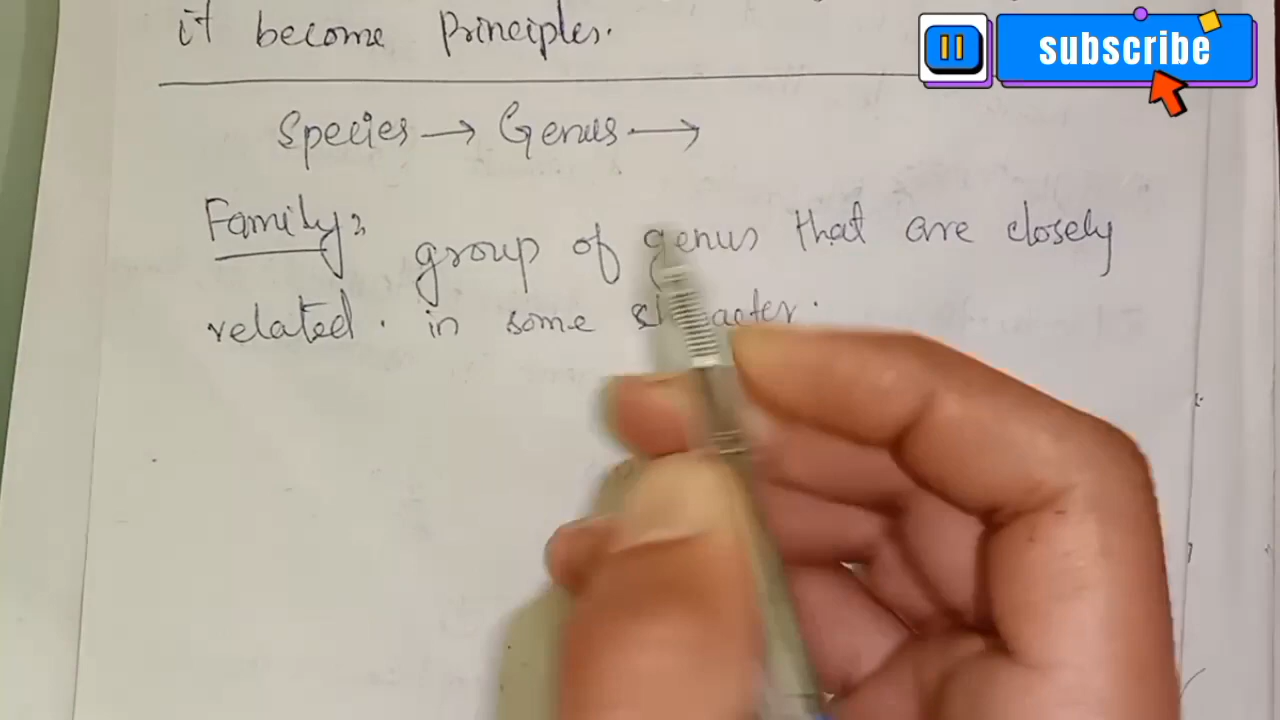 it become Principles.
subscribe
Species → Genus →
Family:
group of genus that are closely
related. in some